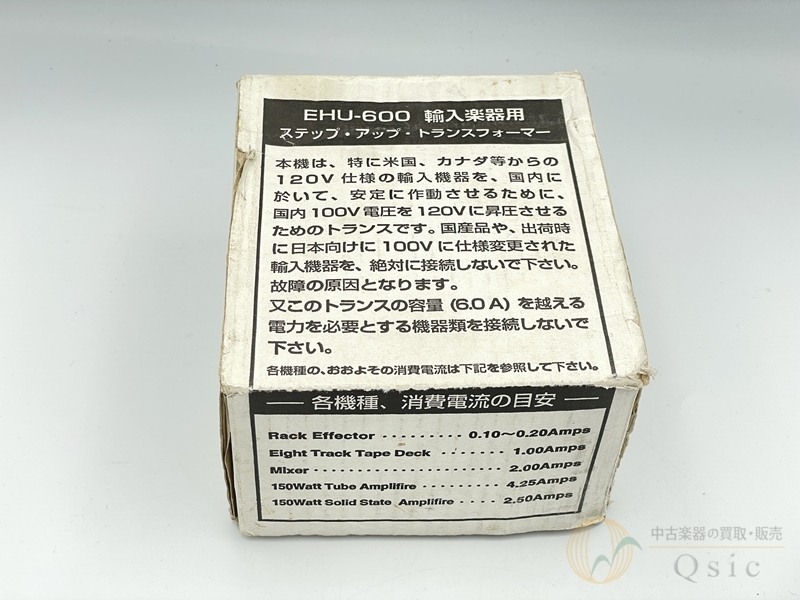 EHU-600 輸入楽器用
ステップ・アップ・トランスフォーマー
本機は、特に米国、カナダ等からの
120V 仕様の輸入機器を、国内に
於いて、安定に作動させるために、
国内 100V 電圧を 120V に昇圧させる
ためのトランスです。国産品や、出荷時
に日本向けに 100V に仕様変更された
輸入機器を、絶対に接続しないで下さい。
故障の原因となります。
又このトランスの容量 (6.0 A) を越える
電力を必要とする機器類を接続しないで
下さい。
各機種の、おおよその消費電流は下記を参照して下さい。
— 各機種、消費電流の目安 —
Rack Effector ········· 0.10〜0.20Amps
Eight Track Tape Deck ······· 1.00Amps
Mixer ····················· 2.00Amps
150Watt Tube Amplifire ·········· 4.25Amps
150Watt Solid State Amplifire ····· 2.50Amps
中古楽器の買取・販売
Qsic